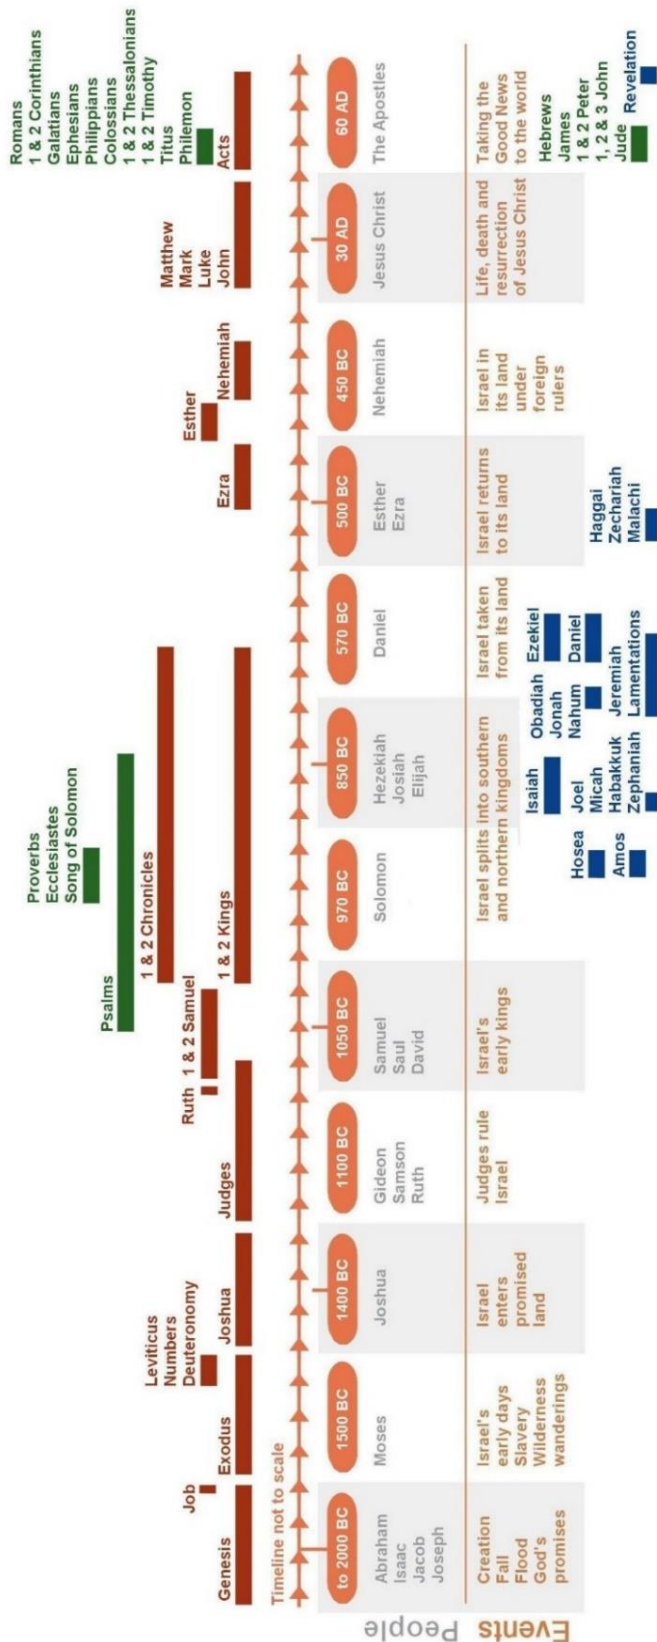 Romans
1 & 2 Corinthians
Galatians
Ephesians
Philippians
Colossians
1 & 2 Thessalonians
1 & 2 Timothy
Titus
Philemon
Proverbs
Ecclesiastes
Song of Solomon
Psalms
1 & 2 Chronicles
Leviticus
Numbers
Deuteronomy
Job
Ruth
1 & 2 Samuel
Esther
Matthew
Mark
Luke
John
Genesis
Exodus
Joshua
Judges
1 & 2 Kings
Ezra
Nehemiah
Acts
Timeline not to scale
to 2000 BC
1500 BC
1400 BC
1100 BC
1050 BC
970 BC
850 BC
570 BC
500 BC
450 BC
30 AD
60 AD
People
Abraham
Isaac
Jacob
Joseph
Moses
Joshua
Gideon
Samson
Ruth
Samuel
Saul
David
Solomon
Hezekiah
Josiah
Elijah
Daniel
Esther
Ezra
Nehemiah
Jesus Christ
The Apostles
Events
Creation
Fall
Flood
God's
promises
Israel's
early days
Slavery
Wilderness
wanderings
Israel
enters
promised
land
Judges rule
Israel
Israel's
early kings
Israel splits into southern
and northern kingdoms
Israel taken
from its land
Israel returns
to its land
Israel in
its land
under
foreign
rulers
Life, death and
resurrection
of Jesus Christ
Taking the
Good News
to the world
Hosea
Amos
Isaiah
Joel
Micah
Habakkuk
Zephaniah
Obadiah
Jonah
Nahum
Jeremiah
Lamentations
Ezekiel
Daniel
Haggai
Zechariah
Malachi
Hebrews
James
1 & 2 Peter
1, 2 & 3 John
Jude
Revelation